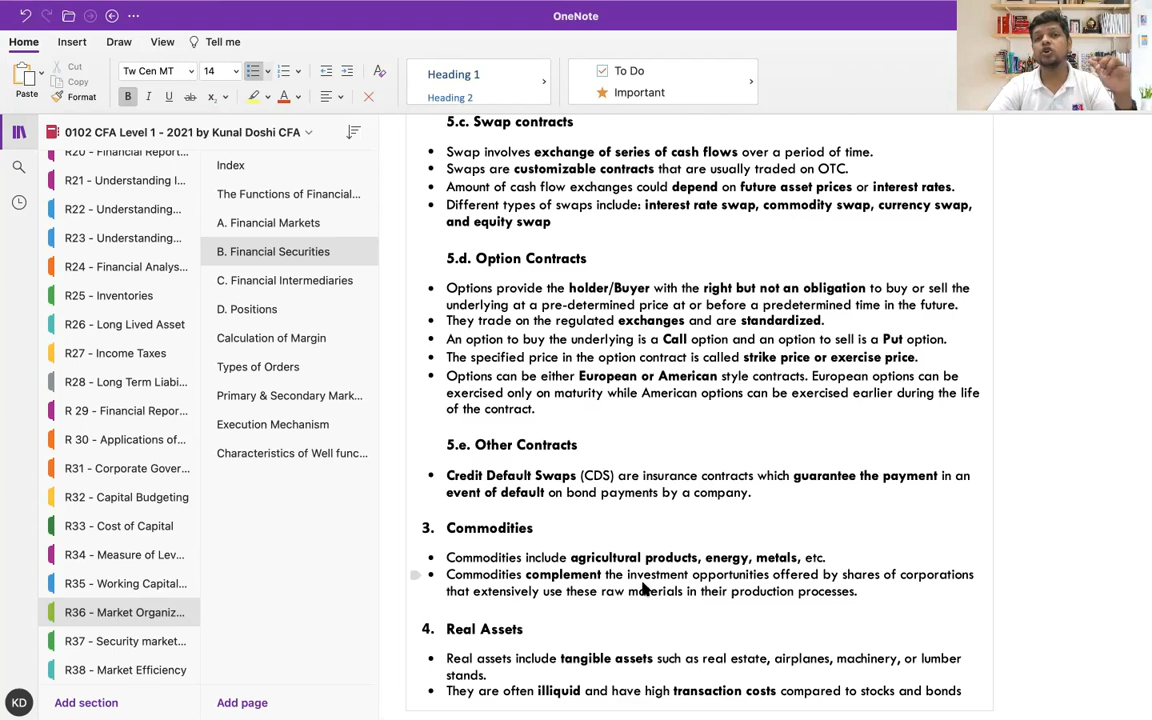 OneNote
Home
Insert
Draw
View
Tell me
Paste
Cut
Copy
Format
Tw Cen MT
14
B I U ab x₂
A
Heading 1
Heading 2
To Do
Important
0102 CFA Level 1 - 2021 by Kunal Doshi CFA
R20 - Financial Report...
R21 - Understanding I...
R22 - Understanding...
R23 - Understanding...
R24 - Financial Analys...
R25 - Inventories
R26 - Long Lived Asset
R27 - Income Taxes
R28 - Long Term Liabi...
R 29 - Financial Repor...
R 30 - Applications of...
R31 - Corporate Gover...
R32 - Capital Budgeting
R33 - Cost of Capital
R34 - Measure of Lev...
R35 - Working Capital...
R36 - Market Organiz...
R37 - Security market...
R38 - Market Efficiency
KD
Add section
Index
The Functions of Financial...
A. Financial Markets
B. Financial Securities
C. Financial Intermediaries
D. Positions
Calculation of Margin
Types of Orders
Primary & Secondary Mark...
Execution Mechanism
Characteristics of Well func...
Add page
5.c. Swap contracts
• Swap involves exchange of series of cash flows over a period of time.
• Swaps are customizable contracts that are usually traded on OTC.
• Amount of cash flow exchanges could depend on future asset prices or interest rates.
• Different types of swaps include: interest rate swap, commodity swap, currency swap,
and equity swap
5.d. Option Contracts
• Options provide the holder/Buyer with the right but not an obligation to buy or sell the
underlying at a pre-determined price at or before a predetermined time in the future.
• They trade on the regulated exchanges and are standardized.
• An option to buy the underlying is a Call option and an option to sell is a Put option.
• The specified price in the option contract is called strike price or exercise price.
• Options can be either European or American style contracts. European options can be
exercised only on maturity while American options can be exercised earlier during the life
of the contract.
5.e. Other Contracts
• Credit Default Swaps (CDS) are insurance contracts which guarantee the payment in an
event of default on bond payments by a company.
3. Commodities
• Commodities include agricultural products, energy, metals, etc.
• Commodities complement the investment opportunities offered by shares of corporations
that extensively use these raw materials in their production processes.
4. Real Assets
• Real assets include tangible assets such as real estate, airplanes, machinery, or lumber
stands.
• They are often illiquid and have high transaction costs compared to stocks and bonds